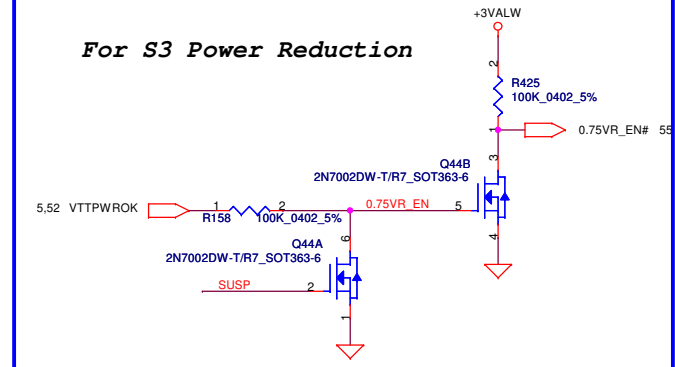 +3VALW
For S3 Power Reduction
2
R425
100K_0402_5%
1
0.75VR_EN# 55
3
Q44B
2N7002DW-T/R7_SOT363-6
5,52 VTTPWROK
1
2
0.75VR_EN
5
R158
100K_0402_5%
4
6
Q44A
2N7002DW-T/R7_SOT363-6
SUSP
2
1